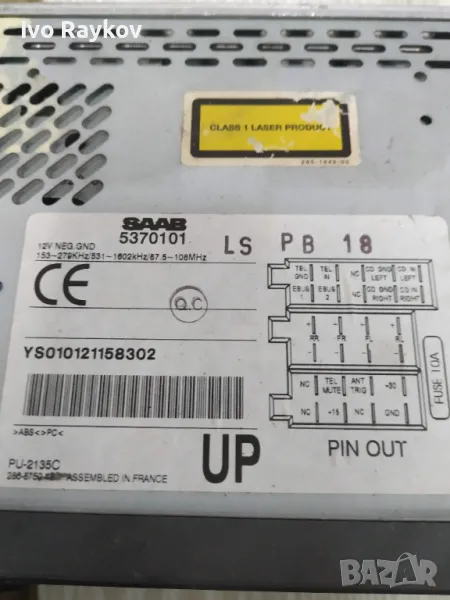 Ivo Raykov
CLASS 1 LASER PRODUCT
SAAB
5370101
LS PB 18
12V NEG.GND
153-279KHz/531-1602kHz/87.5-108MHz
CE
Q.C
TEL GND TEL IN NC CD GND LEFT CD IN LEFT
EBUS 1 EBUS 2 NC CD GND RIGHT CD IN RIGHT
+ + + +
RR FR FL RL
- - - -
NC TEL MUTE ANT TRIG +30
NC +15 NC GND
FUSE 10A
YS010121158302
>ABS<>PC<
UP
PIN OUT
PU-2135C
ASSEMBLED IN FRANCE
bazar